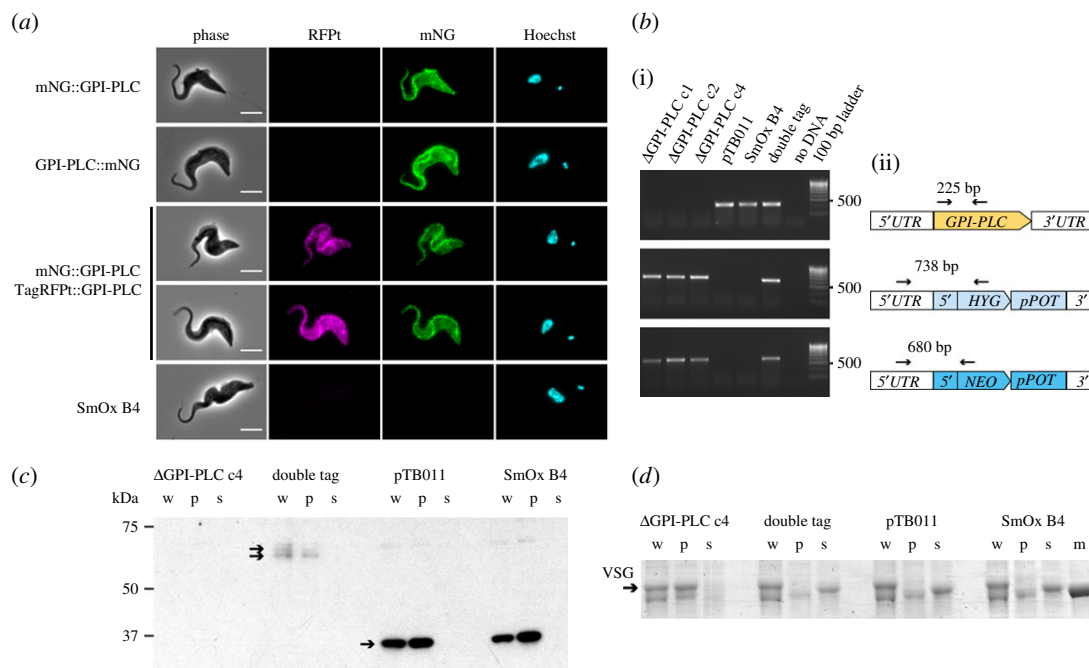 (a)
phase RFPt mNG Hoechst
mNG::GPI-PLC
GPI-PLC::mNG
mNG::GPI-PLC
TagRFPt::GPI-PLC
SmOx B4
(b)
(i)
ΔGPI-PLC c1
ΔGPI-PLC c2
ΔGPI-PLC c4
pTB011
SmOx B4
double tag
no DNA
100 bp ladder
500
500
500
(ii)
225 bp
5′UTR GPI-PLC 3′UTR
738 bp
5′UTR 5′ HYG pPOT 3′
680 bp
5′UTR 5′ NEO pPOT 3′
(c)
ΔGPI-PLC c4 double tag pTB011 SmOx B4
kDa w p s w p s w p s w p s
75
50
37
(d)
ΔGPI-PLC c4 double tag pTB011 SmOx B4
w p s w p s w p s w p s m
VSG